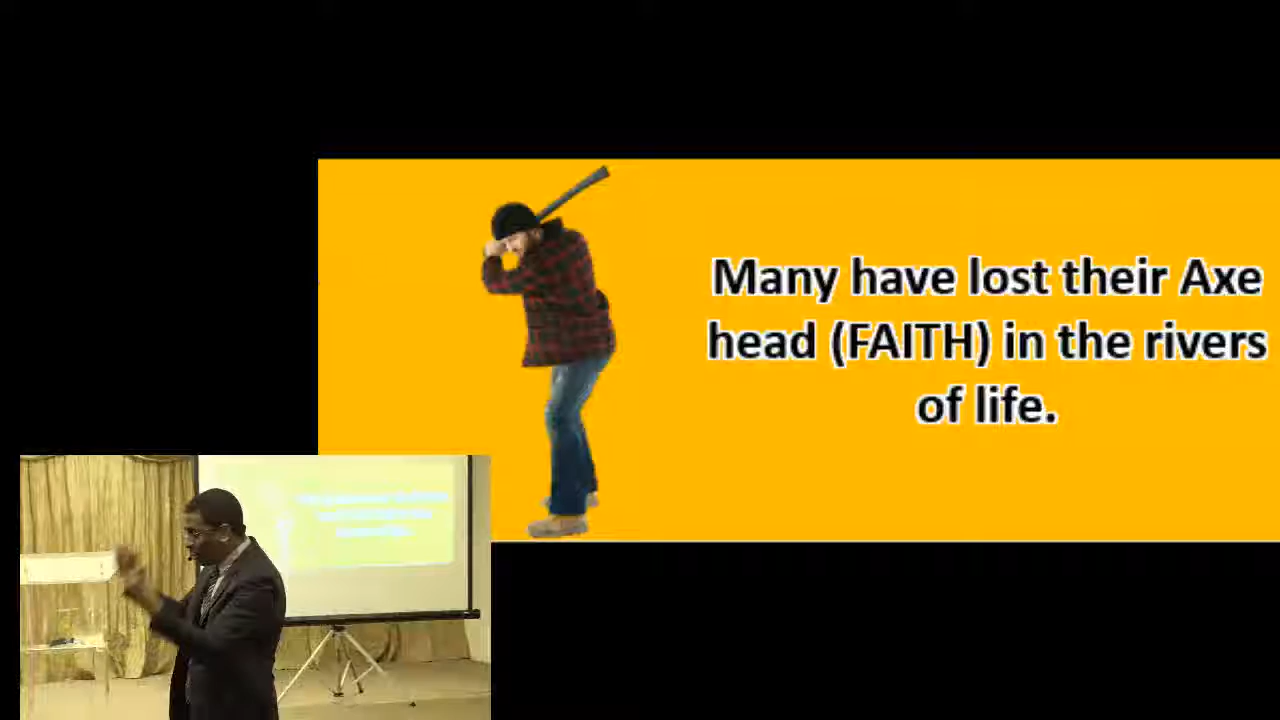 Many have lost their Axe
head (FAITH) in the rivers
of life.